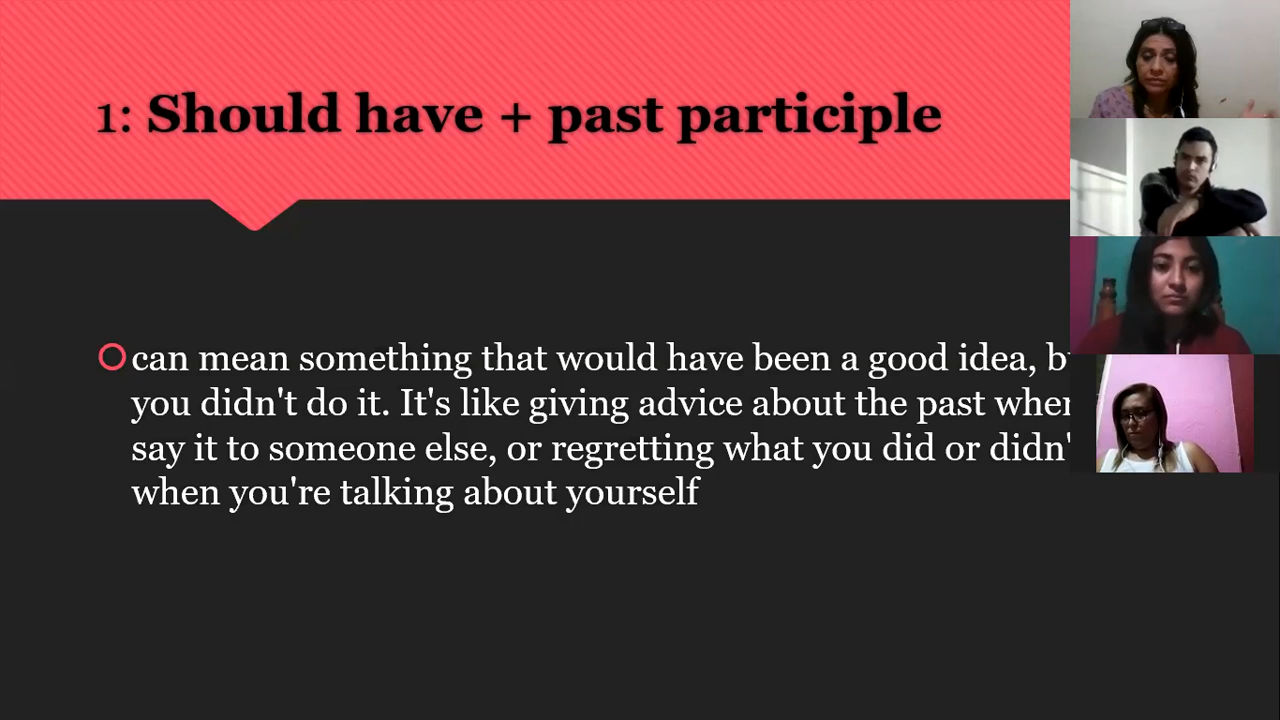 1: Should have + past participle
can mean something that would have been a good idea,
you didn't do it. It's like giving advice about the past
say it to someone else, or regretting what you did or
when you're talking about yourself